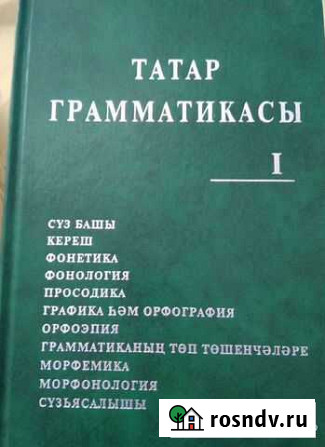 ТАТАР
ГРАММАТИКАСЫ
I
СҮЗ БАШЫ
КЕРЕШ
ФОНЕТИКА
ФОНОЛОГИЯ
ПРОСОДИКА
ГРАФИКА ҺӘМ ОРФОГРАФИЯ
ОРФОЭПИЯ
ГРАММАТИКАНЫҢ ТӨП ТӨШЕНЧӘЛӘРЕ
МОРФЕМИКА
МОРФОНОЛОГИЯ
СҮЗЬЯСАЛЫШЫ
rosndv.ru